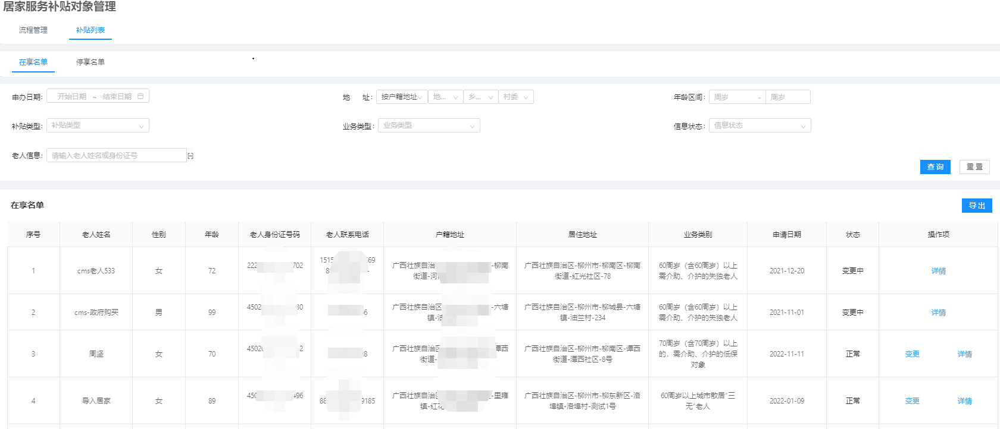 居家服务补贴对象管理
流程管理 补贴列表
在享名单 停享名单
申办日期: 开始日期 ~ 结束日期 地 址: 按户籍地址 地... 乡... 村委 年龄区间: 周岁 - 周岁
补贴类型: 补贴类型 业务类型: 业务类型 信息状态: 信息状态
老人信息: 请输入老人姓名或身份证号
查询 重置
在享名单 导出
序号 老人姓名 性别 年龄 老人身份证号码 老人联系电话 户籍地址 居住地址 业务类别 申请日期 状态 操作项
222 702 1515 569 广西壮族自治 -柳南 广西壮族自治区-柳州市-柳南区-柳南 60周岁（含60周岁）以上
1 cms老人533 女 72 2021-12-20 变更中 详情
8 - 街道-河 街道-红光社区-78 需介助、介护的失独老人
4502 30 广西壮族自治区 -六塘 广西壮族自治区-柳州市-柳城县-六塘 60周岁（含60周岁）以上
2 cms-政府购买 男 99 6 2021-11-01 变更中 详情
镇-油 镇-油兰村-234 需介助、介护的失独老人
4502 2 广西壮族自治区 潭西 广西壮族自治区-柳州市-柳南区-潭西 70周岁（含70周岁）以上
3 周坚 女 70 28 的，需介助、介护的低保 2022-11-11 正常 变更 详情
街道- 街道-潭西社区-8号 对象
450 496 广西壮族自治 -里雍 广西壮族自治区-柳州市-柳东新区-洛 60周岁以上城市散居“三
4 导入居家 女 89 88 9185 2022-01-09 正常 变更 详情
镇-红花 埠镇-洛埠村-测试1号 无”老人